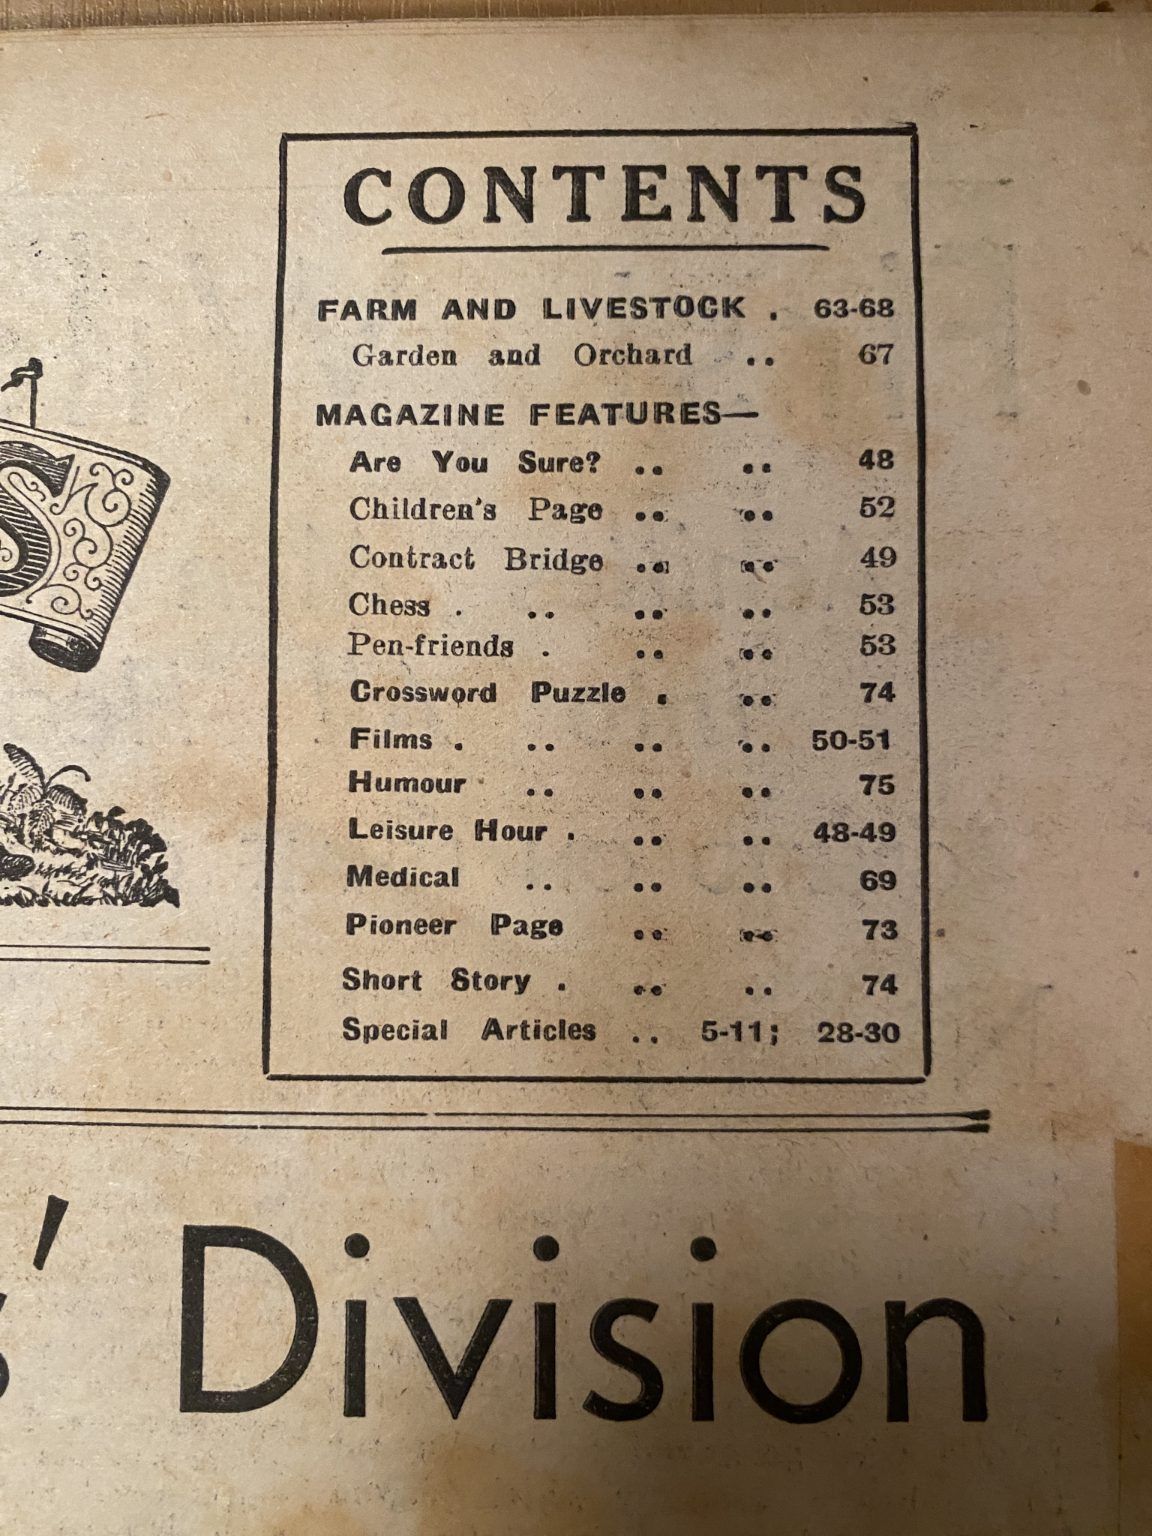 CONTENTS
FARM AND LIVESTOCK . 63-68
Garden and Orchard .. 67
MAGAZINE FEATURES—
Are You Sure? .. .. 48
Children's Page .. .. 52
Contract Bridge .. .. 49
Chess . .. .. .. 53
Pen-friends . .. .. 53
Crossword Puzzle . .. 74
Films . .. .. .. 50-51
Humour .. .. .. 75
Leisure Hour . .. .. 48-49
Medical .. .. .. 69
Pioneer Page .. .. 73
Short Story . .. .. 74
Special Articles .. 5-11; 28-30
S
s' Division